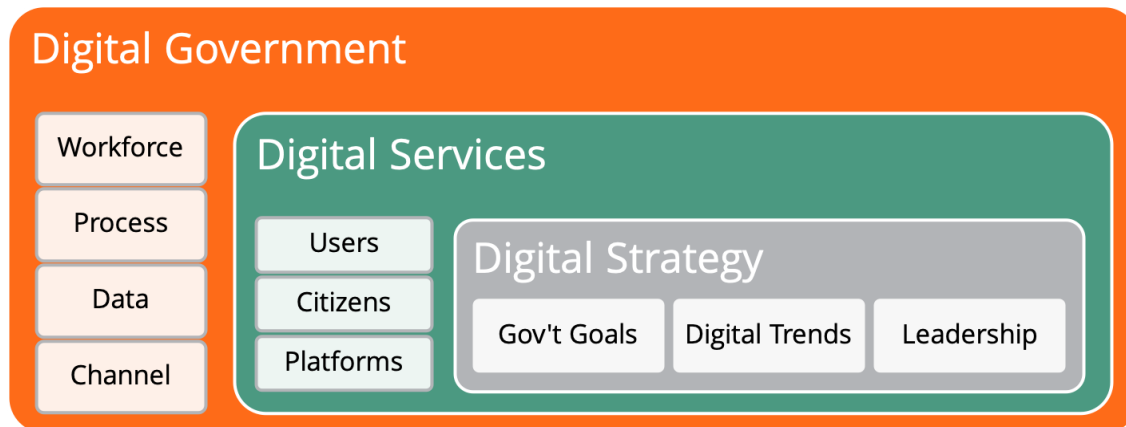 Digital Government
Workforce
Process
Data
Channel
Digital Services
Users
Citizens
Platforms
Digital Strategy
Gov't Goals
Digital Trends
Leadership